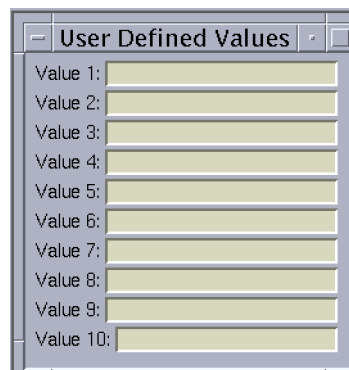 User Defined Values
Value 1:
Value 2:
Value 3:
Value 4:
Value 5:
Value 6:
Value 7:
Value 8:
Value 9:
Value 10: